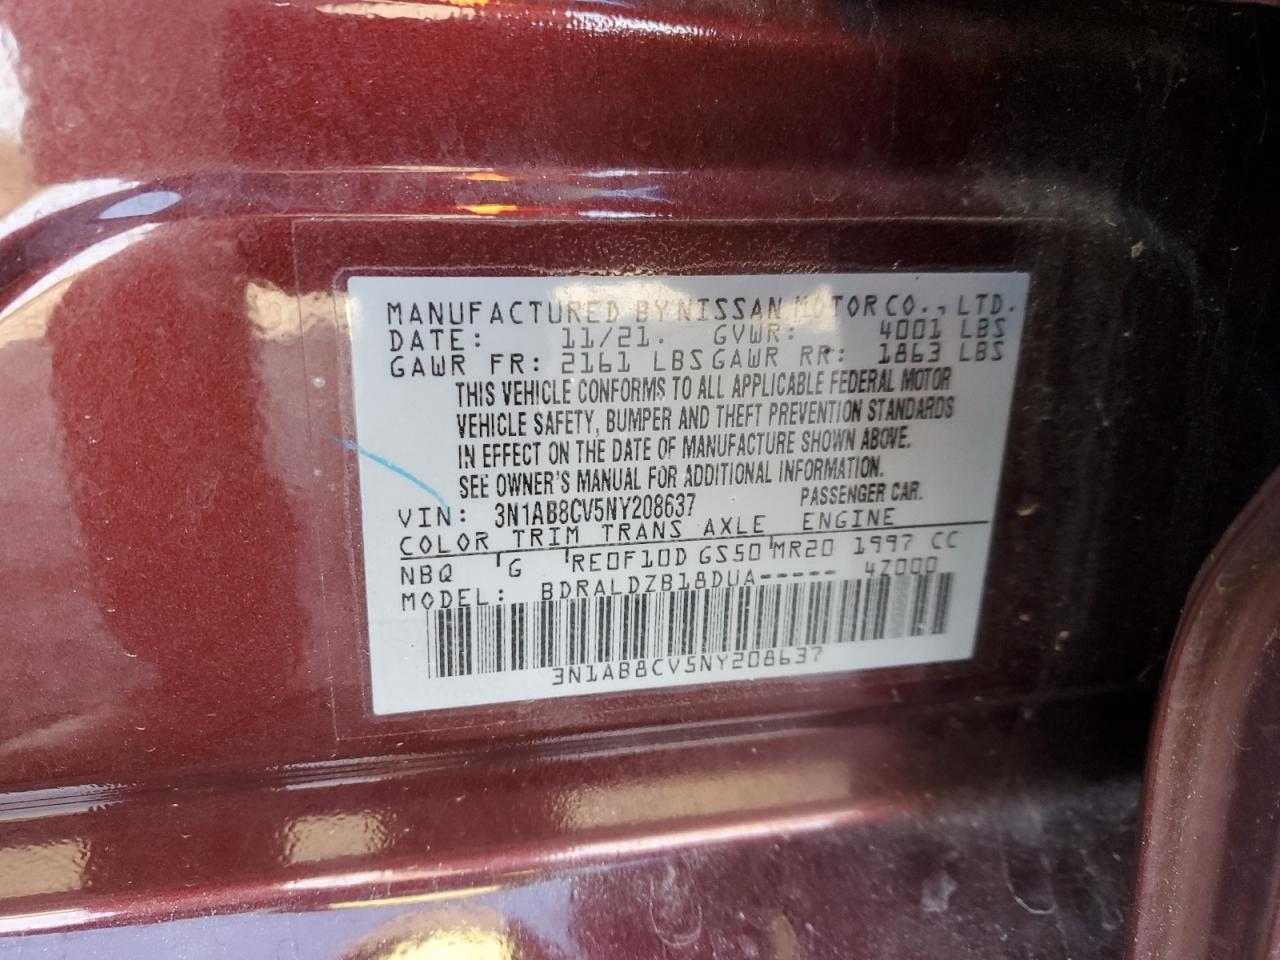 MANUFACTURED BY NISSAN MOTOR CO., LTD.
DATE: 11/21. GVWR: 4001 LBS
GAWR FR: 2161 LBS GAWR RR: 1863 LBS
THIS VEHICLE CONFORMS TO ALL APPLICABLE FEDERAL MOTOR
VEHICLE SAFETY, BUMPER AND THEFT PREVENTION STANDARDS
IN EFFECT ON THE DATE OF MANUFACTURE SHOWN ABOVE.
SEE OWNER'S MANUAL FOR ADDITIONAL INFORMATION.
VIN: 3N1AB8CV5NY208637 PASSENGER CAR.
COLOR TRIM TRANS AXLE ENGINE
NBQ G RE0F10D GS50 MR20 1997 CC
MODEL: BDRALDZB18DUA----- 47000
3N1AB8CV5NY208637